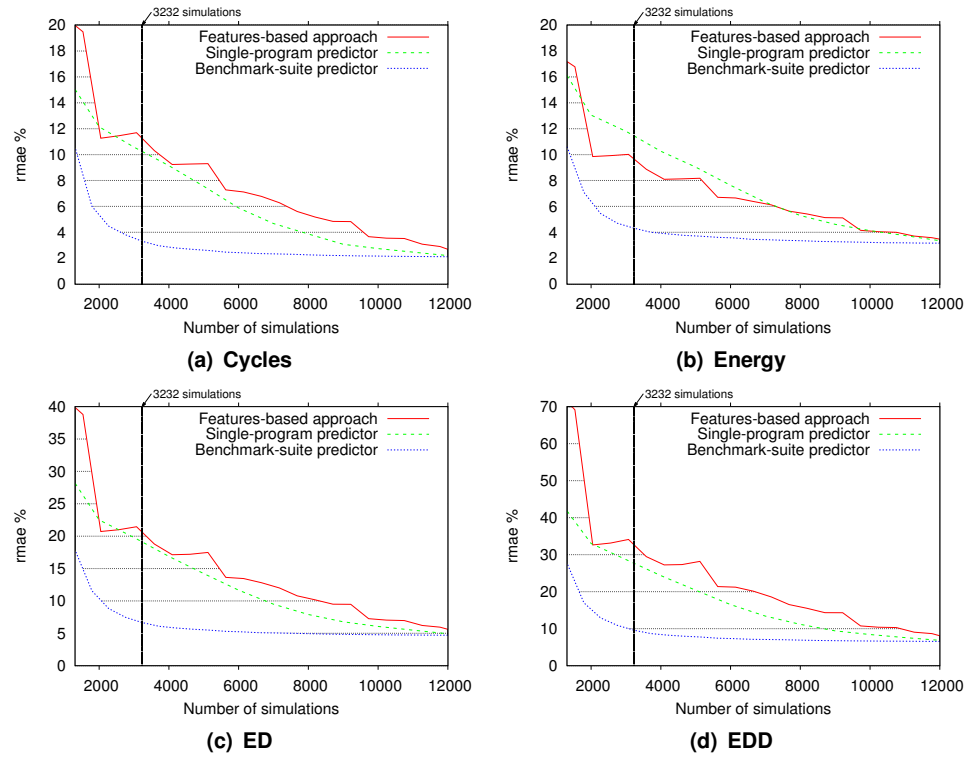 3232 simulations
20
18
16
14
12
10
8
6
4
2
0
rmae %
Features-based approach
Single-program predictor
Benchmark-suite predictor
2000 4000 6000 8000 10000 12000
Number of simulations
(a) Cycles
3232 simulations
20
18
16
14
12
10
8
6
4
2
0
rmae %
Features-based approach
Single-program predictor
Benchmark-suite predictor
2000 4000 6000 8000 10000 12000
Number of simulations
(b) Energy
3232 simulations
40
35
30
25
20
15
10
5
0
rmae %
Features-based approach
Single-program predictor
Benchmark-suite predictor
2000 4000 6000 8000 10000 12000
Number of simulations
(c) ED
3232 simulations
70
60
50
40
30
20
10
0
rmae %
Features-based approach
Single-program predictor
Benchmark-suite predictor
2000 4000 6000 8000 10000 12000
Number of simulations
(d) EDD